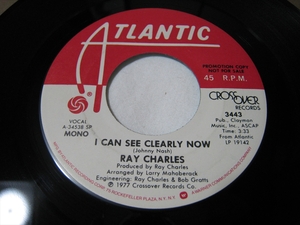 ATLANTIC
PROMOTION COPY
NOT FOR SALE
45 R.P.M.
CROSSOVER
RECORDS
VOCAL
A-34538 SP
MONO
3443
Pub., Cayman
Music, Inc., ASCAP
Time: 3:33
From Atlantic
LP 19142
I CAN SEE CLEARLY NOW
(Johnny Nash)
RAY CHARLES
Produced by Ray Charles
Arranged by Larry Mahoberack
Engineering: Ray Charles & Bob Gratts
℗ 1977 Crossover Records Co.